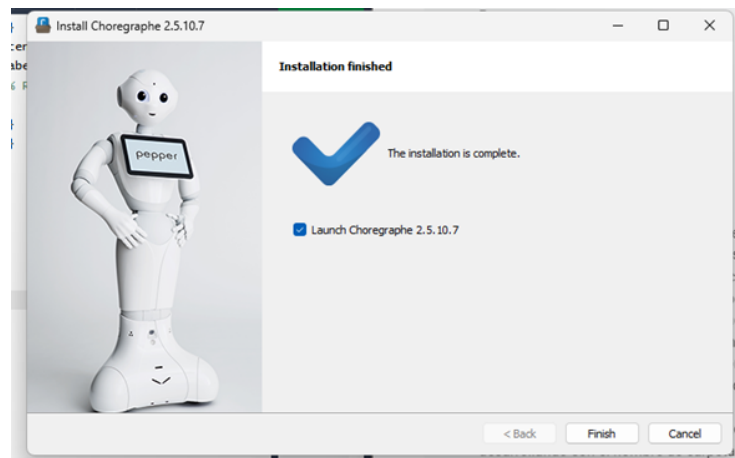 Install Choregraphe 2.5.10.7
Installation finished
pepper
The installation is complete.
Launch Choregraphe 2.5.10.7
< Back
Finish
Cancel